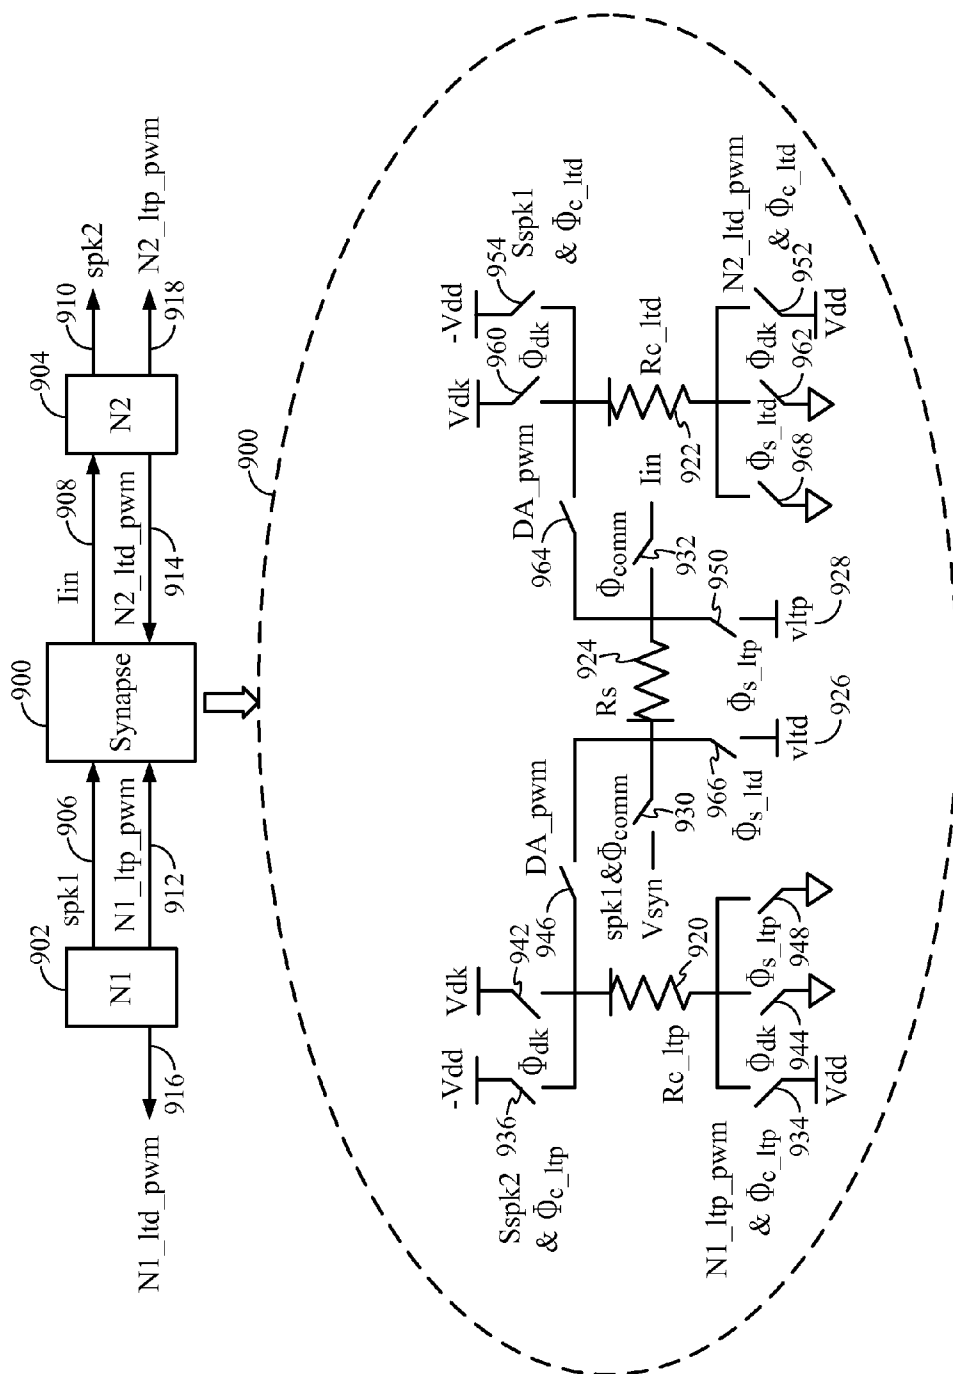 902
N1
916
N1_ltd_pwm
spk1
906
N1_ltp_pwm
912
900
Synapse
Iin
908
N2_ltd_pwm
914
904
N2
910
spk2
918
N2_ltp_pwm
900
-Vdd
936
Sspk2
& Φc_ltp
Vdk
942
Φdk
946
DA_pwm
Rc_ltp
920
N1_ltp_pwm
& Φc_ltp
934
Vdd
Φdk
944
Φs_ltp
948
spk1&Φcomm
Vsyn
930
Φs_ltd
966
vltd
926
Rs
924
Φs_ltp
950
vltp
928
Φcomm
932
Iin
DA_pwm
964
Vdk
960
Φdk
-Vdd
954
Sspk1
& Φc_ltd
Rc_ltd
922
Φs_ltd
968
Φdk
962
N2_ltd_pwm
& Φc_ltd
952
Vdd